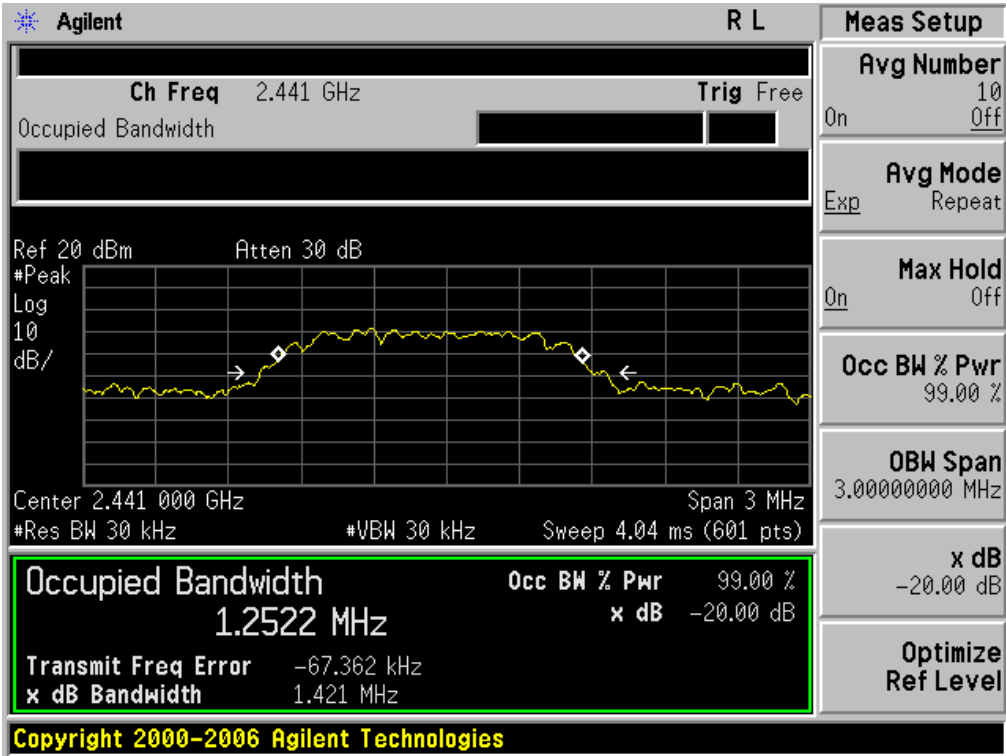 Agilent R L
Meas Setup
Ch Freq 2.441 GHz Trig Free
Occupied Bandwidth
Avg Number
10
On Off
Avg Mode
Exp Repeat
Max Hold
On Off
Occ BW % Pwr
99.00 %
OBW Span
3.00000000 MHz
x dB
-20.00 dB
Optimize
Ref Level
Ref 20 dBm Atten 30 dB
#Peak
Log
10
dB/
Center 2.441 000 GHz Span 3 MHz
#Res BW 30 kHz #VBW 30 kHz Sweep 4.04 ms (601 pts)
Occupied Bandwidth Occ BW % Pwr 99.00 %
1.2522 MHz x dB -20.00 dB
Transmit Freq Error -67.362 kHz
x dB Bandwidth 1.421 MHz
Copyright 2000-2006 Agilent Technologies